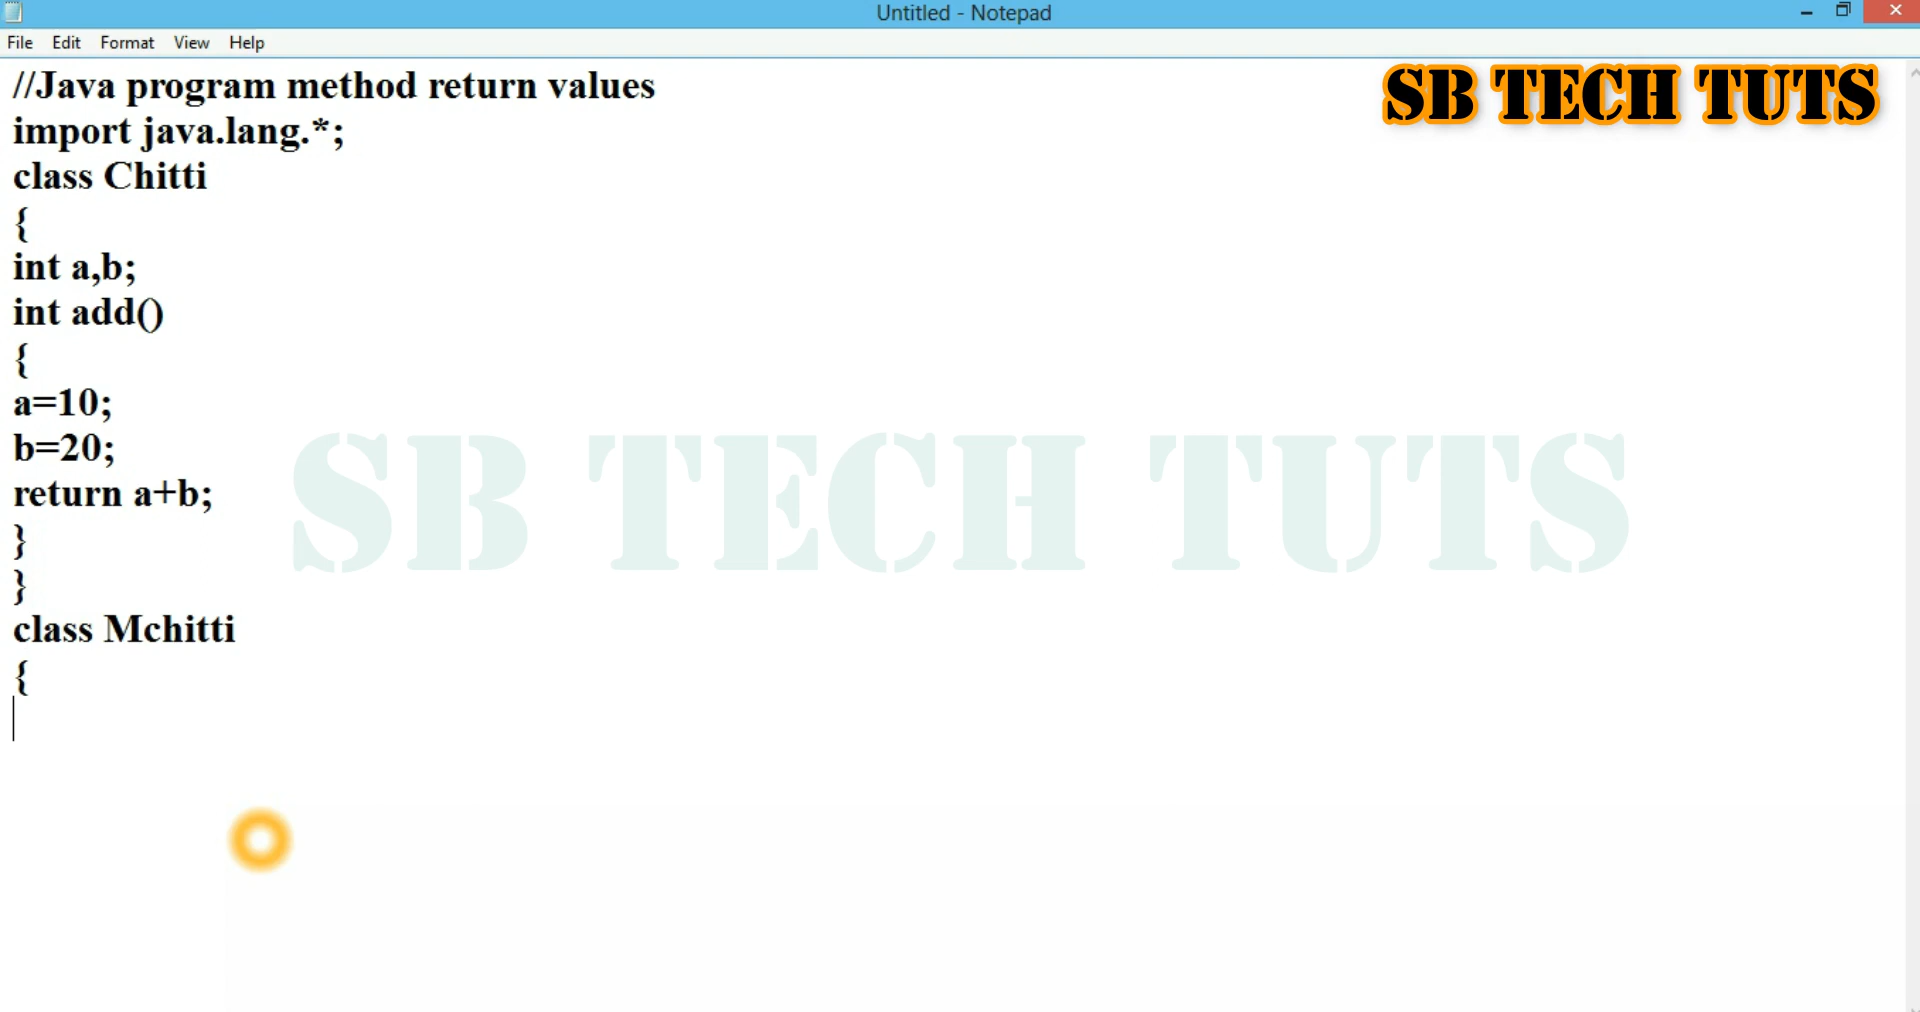 Untitled - Notepad
File Edit Format View Help
SB TECH TUTS
//Java program method return values
import java.lang.*;
class Chitti
{
int a,b;
int add()
{
a=10;
b=20;
return a+b;
}
}
class Mchitti
{
SB TECH TUTS